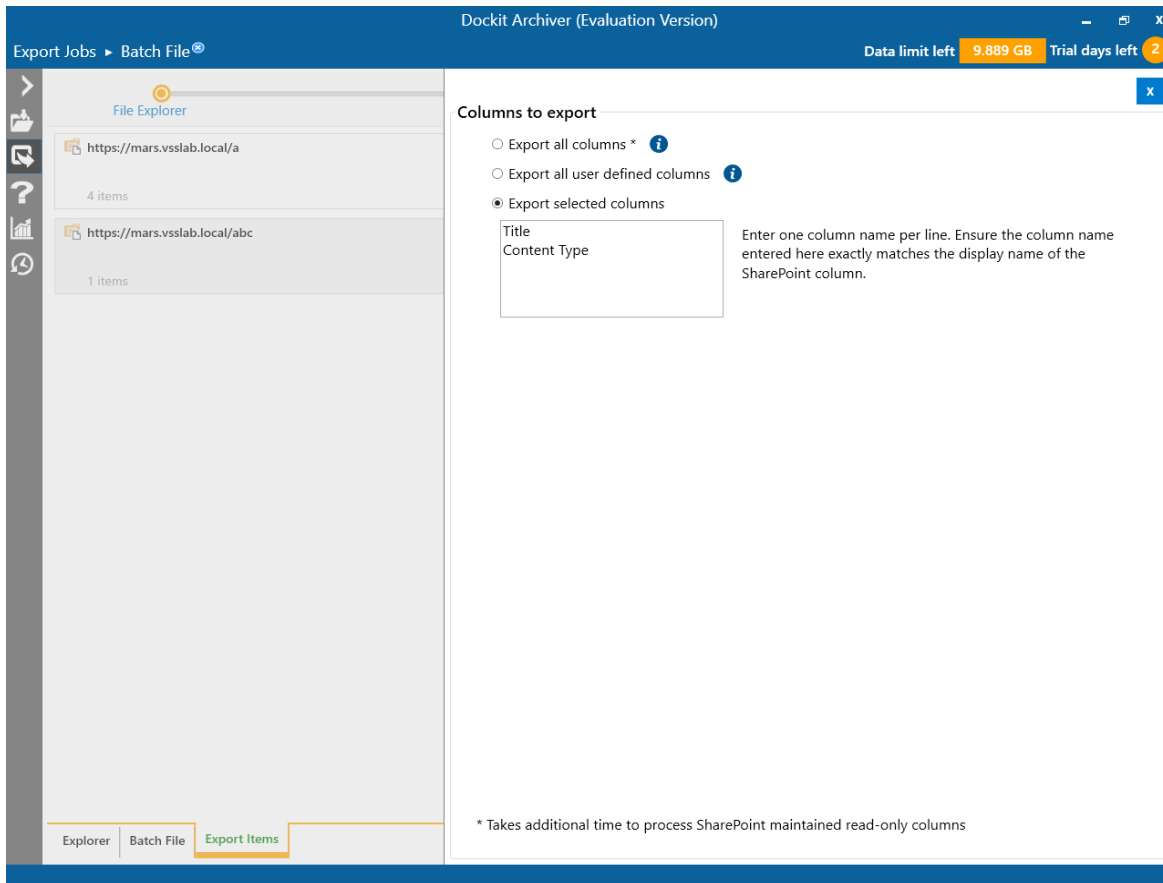 Dockit Archiver (Evaluation Version)
Export Jobs ▸ Batch File
Data limit left 9.889 GB Trial days left 2
File Explorer
https://mars.vsslab.local/a
4 items
https://mars.vsslab.local/abc
1 items
x
Columns to export
Export all columns *
Export all user defined columns
Export selected columns
Title
Content Type
Enter one column name per line. Ensure the column name
entered here exactly matches the display name of the
SharePoint column.
* Takes additional time to process SharePoint maintained read-only columns
Explorer Batch File Export Items